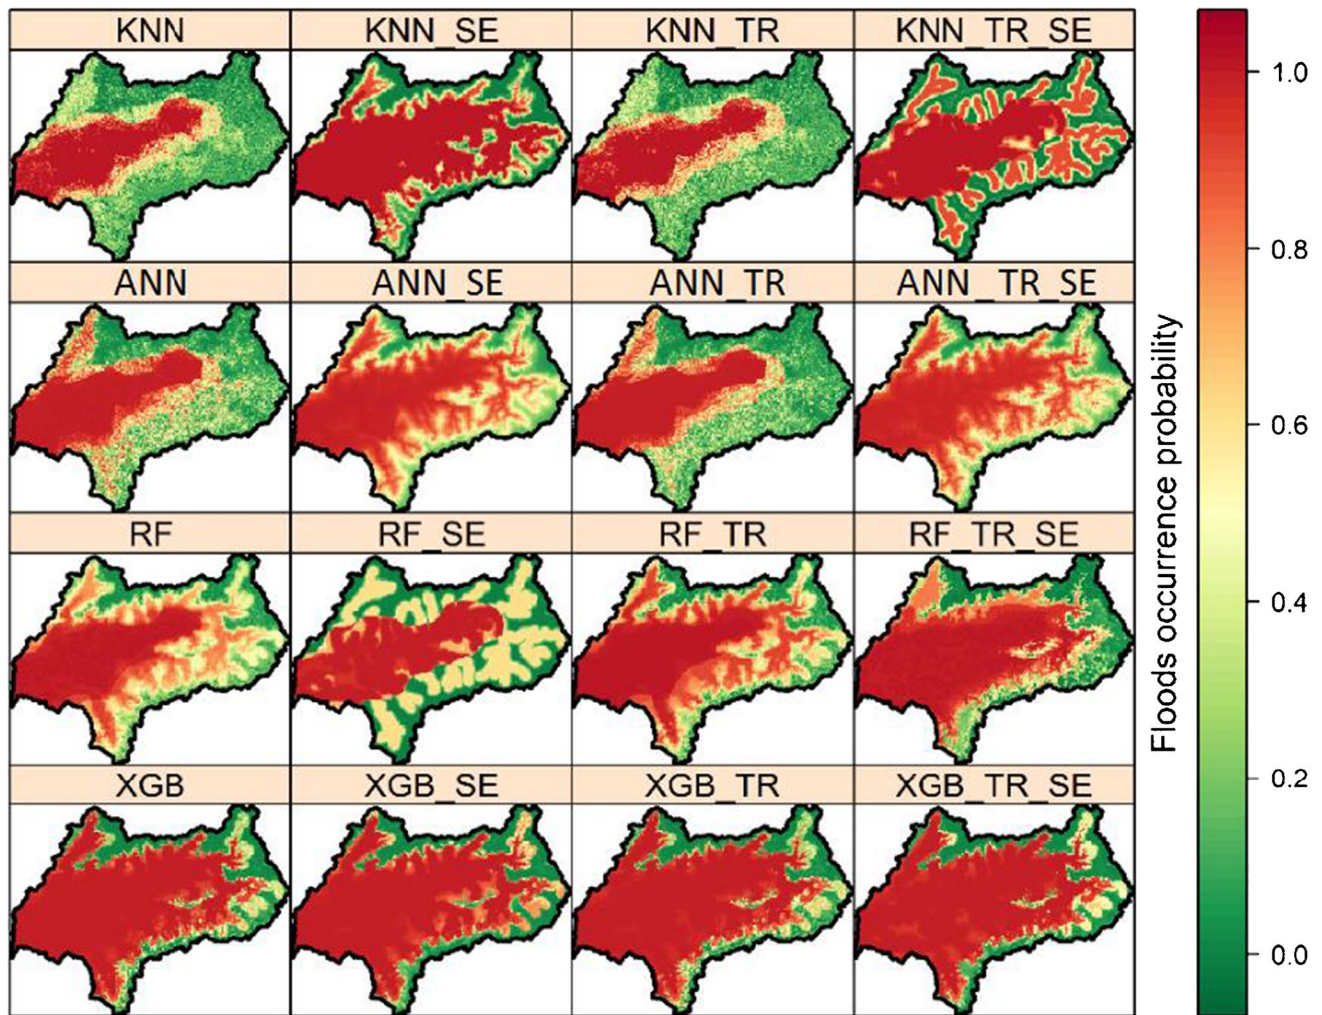 KNN
KNN_SE
KNN_TR
KNN_TR_SE
ANN
ANN_SE
ANN_TR
ANN_TR_SE
RF
RF_SE
RF_TR
RF_TR_SE
XGB
XGB_SE
XGB_TR
XGB_TR_SE
Floods occurrence probability
1.0
0.8
0.6
0.4
0.2
0.0